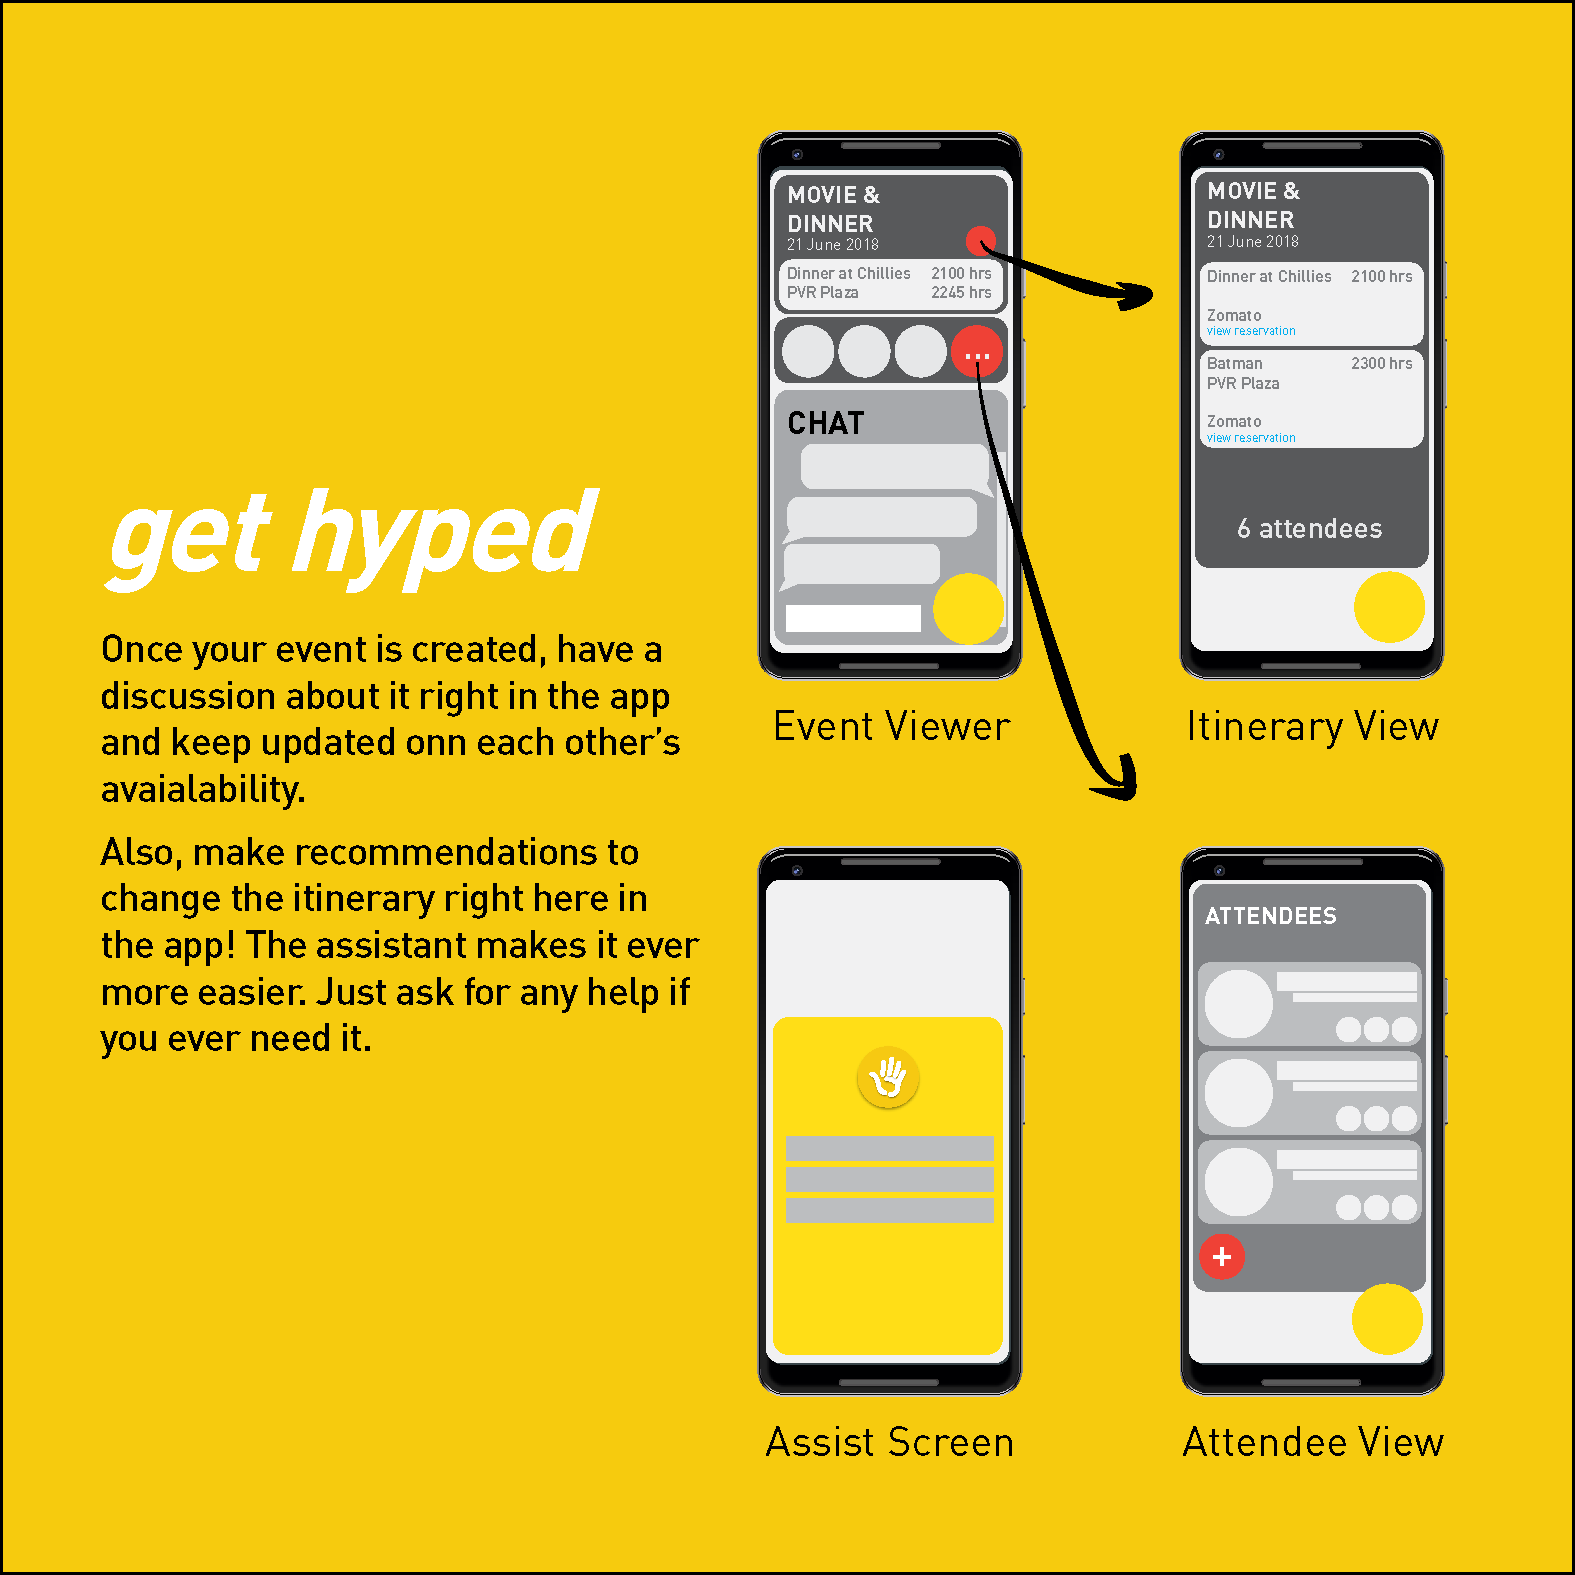 get hyped
Once your event is created, have a
discussion about it right in the app
and keep updated onn each other's
avaialability.
Also, make recommendations to
change the itinerary right here in
the app! The assistant makes it ever
more easier. Just ask for any help if
you ever need it.
MOVIE &
DINNER
21 June 2018
Dinner at Chillies 2100 hrs
PVR Plaza 2245 hrs
...
CHAT
Event Viewer
MOVIE &
DINNER
21 June 2018
Dinner at Chillies 2100 hrs
Zomato
view reservation
Batman 2300 hrs
PVR Plaza
Zomato
view reservation
6 attendees
Itinerary View
Assist Screen
ATTENDEES
+
Attendee View